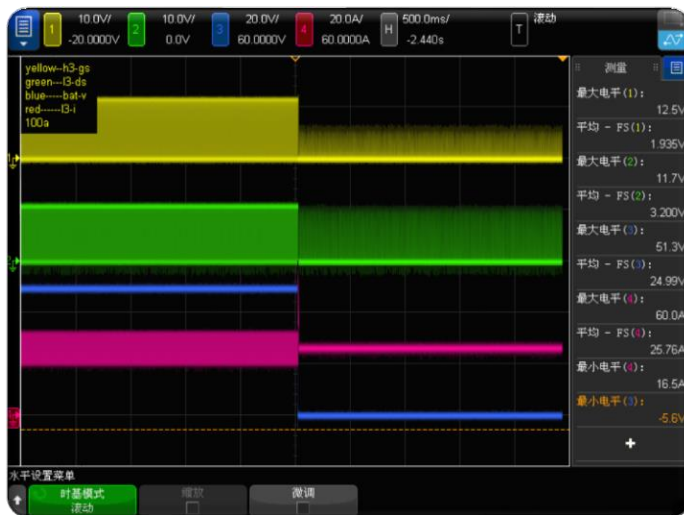 1 10.0V/ -20.0000V
2 10.0V/ 0.0V
3 20.0V/ 60.0000V
4 20.0A/ 60.0000A
H 500.0ms/ -2.440s
T 滚动
yellow--h3-gs
green---l3-ds
blue-----bat-v
red------l3-i
100a
测量
最大电平(1):
12.5V
平均 - FS(1):
1.935V
最大电平(2):
11.7V
平均 - FS(2):
3.200V
最大电平(3):
51.3V
平均 - FS(3):
24.99V
最大电平(4):
60.0A
平均 - FS(4):
25.76A
最小电平(4):
16.5A
最小电平(3):
-5.6V
水平设置菜单
时基模式
滚动
缩放
微调